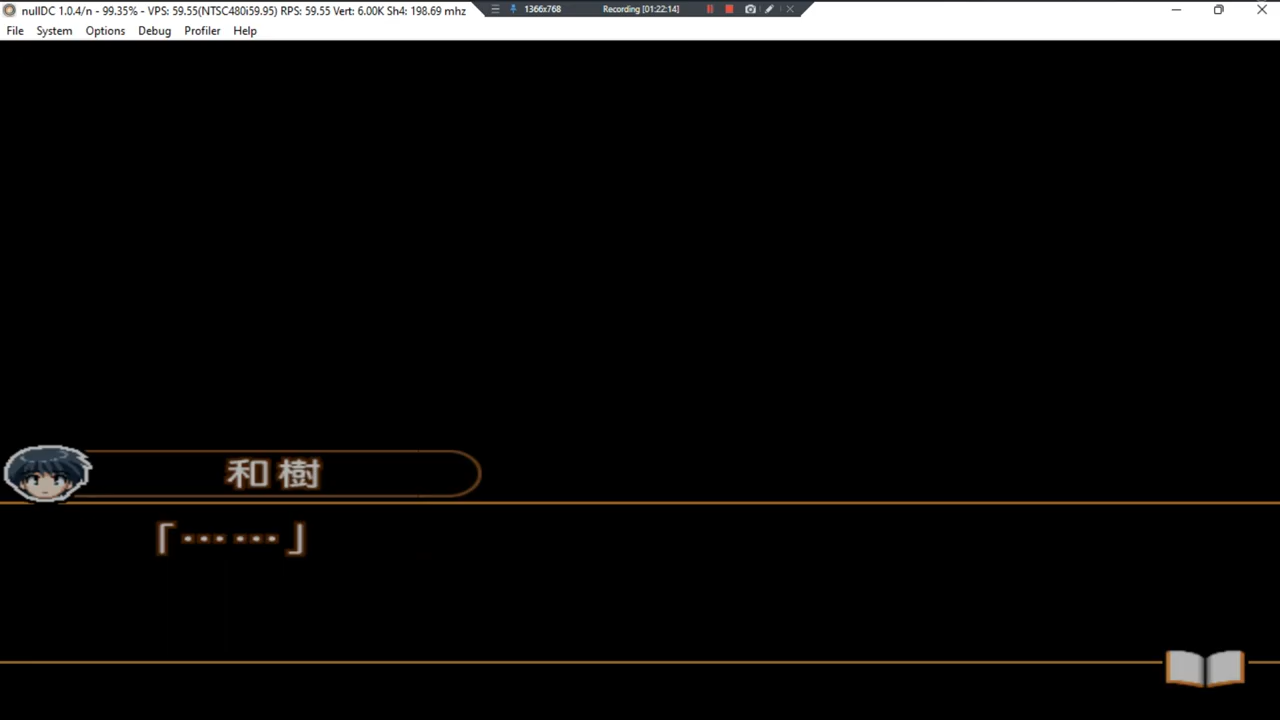 nullDC 1.0.4/n - 99.35% - VPS: 59.55(NTSC480i59.95) RPS: 59.55 Vert: 6.00K Sh4: 198.69 mhz
1366x768
Recording [01:22:14]
File System Options Debug Profiler Help
和樹
「……」